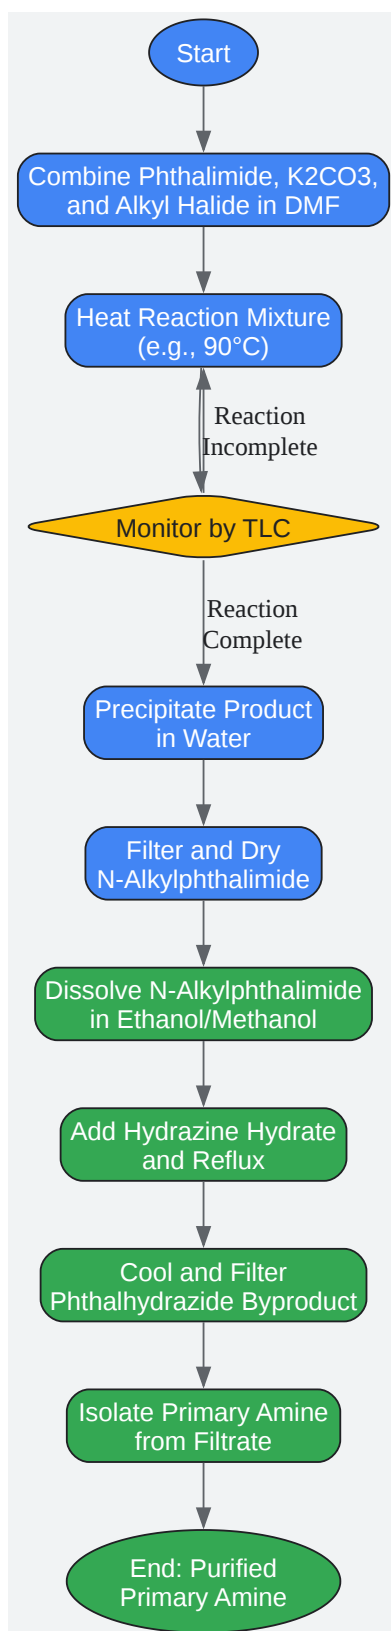 Start
Combine Phthalimide, K2CO3,
and Alkyl Halide in DMF
Heat Reaction Mixture
(e.g., 90°C)
Reaction
Incomplete
Monitor by TLC
Reaction
Complete
Precipitate Product
in Water
Filter and Dry
N-Alkylphthalimide
Dissolve N-Alkylphthalimide
in Ethanol/Methanol
Add Hydrazine Hydrate
and Reflux
Cool and Filter
Phthalhydrazide Byproduct
Isolate Primary Amine
from Filtrate
End: Purified
Primary Amine